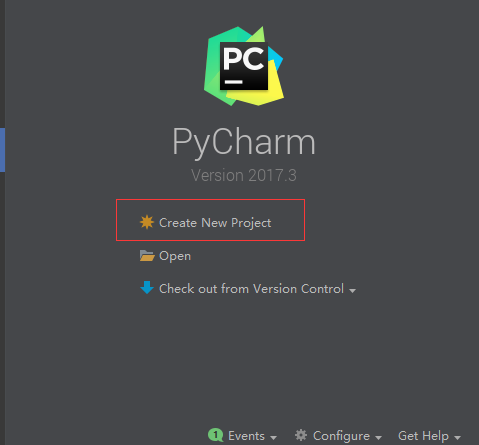 PC
PyCharm
Version 2017.3
Create New Project
Open
Check out from Version Control
1 Events Configure Get Help